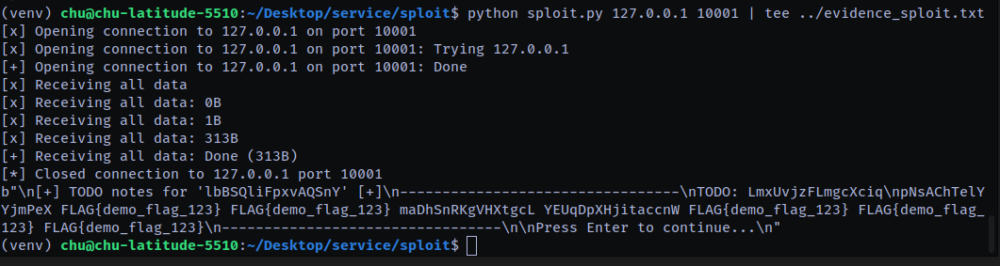 (venv) chu@chu-latitude-5510:~/Desktop/service/sploit$ python sploit.py 127.0.0.1 10001 | tee ../evidence_sploit.txt
[x] Opening connection to 127.0.0.1 on port 10001
[x] Opening connection to 127.0.0.1 on port 10001: Trying 127.0.0.1
[+] Opening connection to 127.0.0.1 on port 10001: Done
[x] Receiving all data
[x] Receiving all data: 0B
[x] Receiving all data: 1B
[x] Receiving all data: 313B
[+] Receiving all data: Done (313B)
[*] Closed connection to 127.0.0.1 port 10001
b"\n[+] TODO notes for 'lbBSQliFpxvAQSnY' [+]\n---------------------------------\nTODO: LmxUvjzFLmgcXciq\npNsAChTelY
YjmPeX FLAG{demo_flag_123} FLAG{demo_flag_123} maDhSnRKgVHXtgcL YEUqDpXHjitaccnW FLAG{demo_flag_123} FLAG{demo_flag_
123} FLAG{demo_flag_123}\n---------------------------------\n\nPress Enter to continue...\n"
(venv) chu@chu-latitude-5510:~/Desktop/service/sploit$